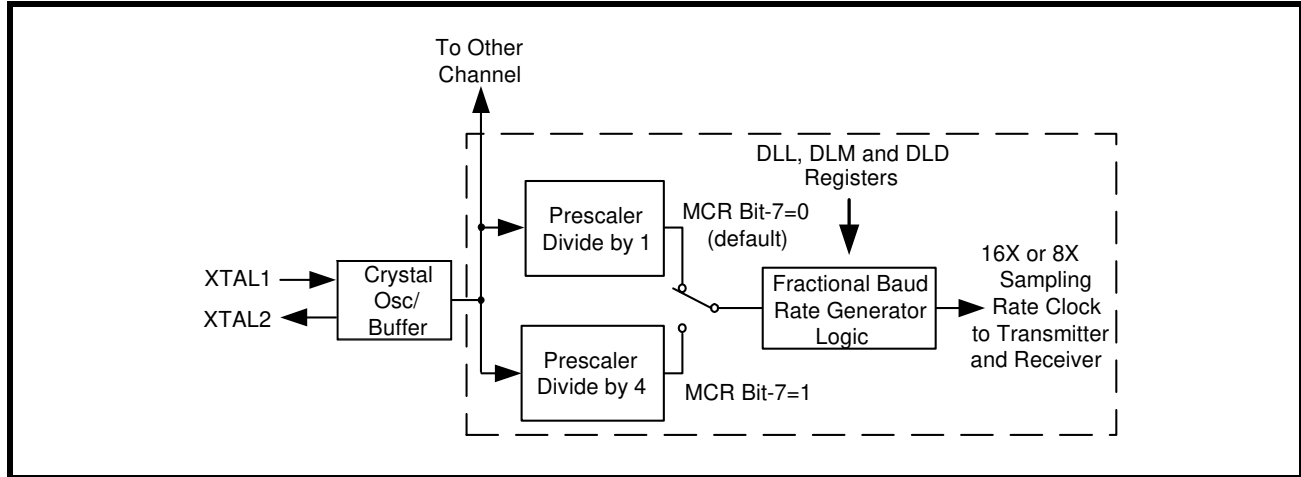 To Other
Channel
DLL, DLM and DLD
Registers
Prescaler
Divide by 1
MCR Bit-7=0
(default)
XTAL1
XTAL2
Crystal
Osc/
Buffer
Fractional Baud
Rate Generator
Logic
16X or 8X
Sampling
Rate Clock
to Transmitter
and Receiver
Prescaler
Divide by 4
MCR Bit-7=1